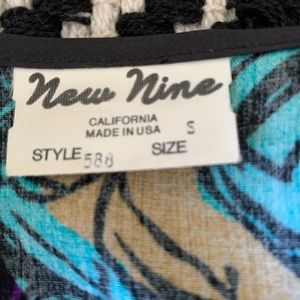 New Nine
CALIFORNIA
MADE IN USA S
STYLE 588 SIZE